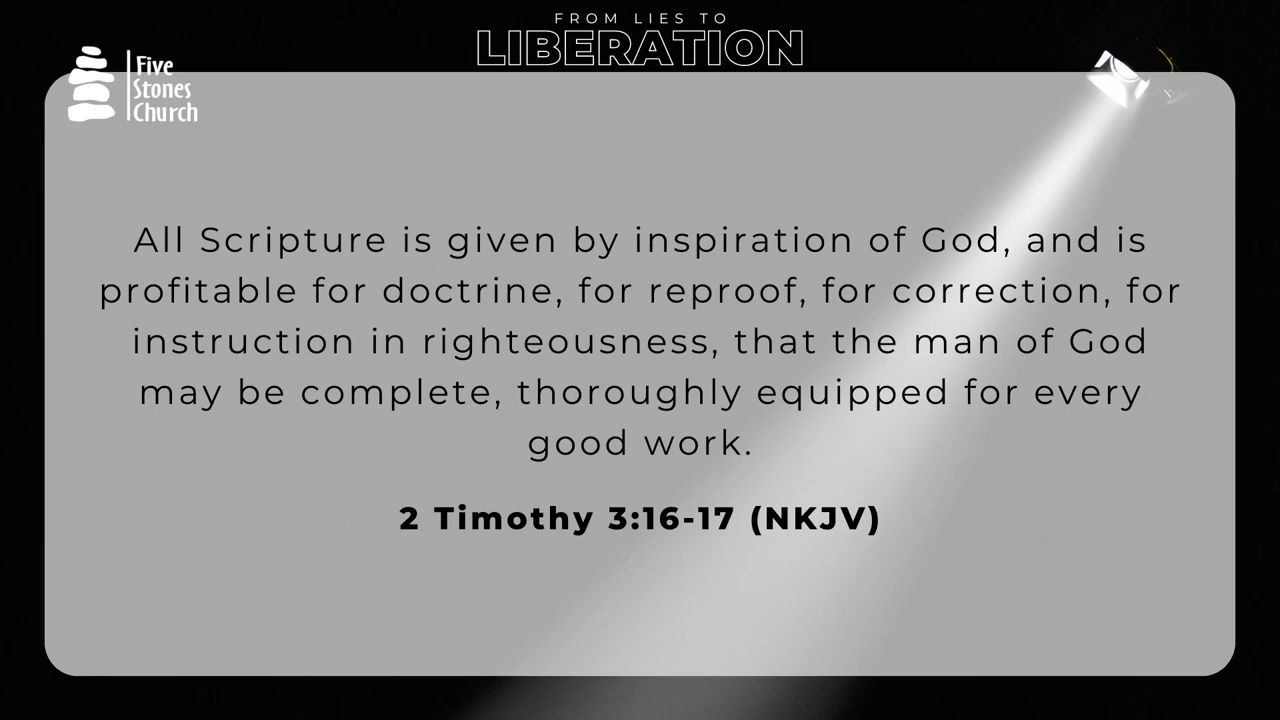 FROM LIES TO
LIBERATION
Five
Stones
Church
All Scripture is given by inspiration of God, and is
profitable for doctrine, for reproof, for correction, for
instruction in righteousness, that the man of God
may be complete, thoroughly equipped for every
good work.
2 Timothy 3:16-17 (NKJV)